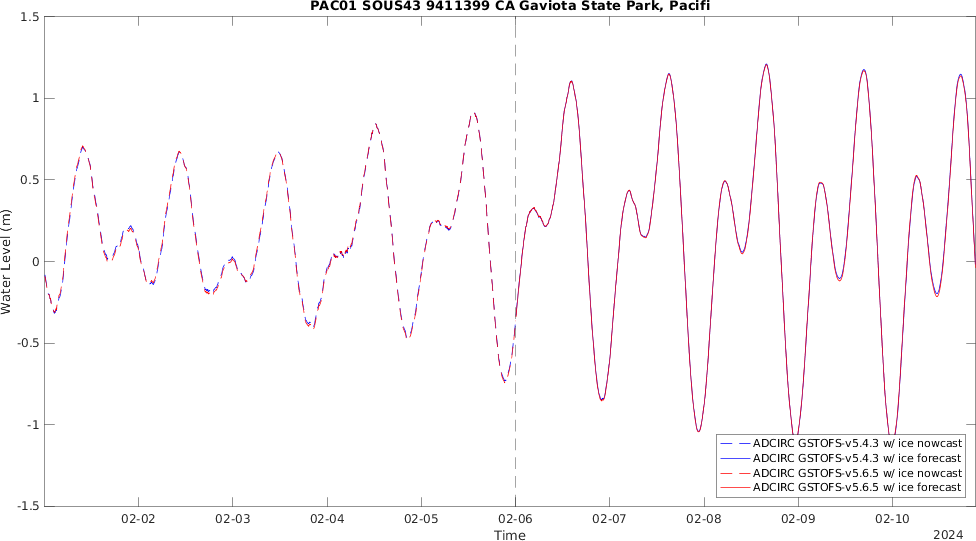 PAC01 SOUS43 9411399 CA Gaviota State Park, Pacifi
1.5
1
0.5
0
-0.5
-1
-1.5
Water Level (m)
02-02 02-03 02-04 02-05 02-06 02-07 02-08 02-09 02-10
Time
2024
ADCIRC GSTOFS-v5.4.3 w/ ice nowcast
ADCIRC GSTOFS-v5.4.3 w/ ice forecast
ADCIRC GSTOFS-v5.6.5 w/ ice nowcast
ADCIRC GSTOFS-v5.6.5 w/ ice forecast